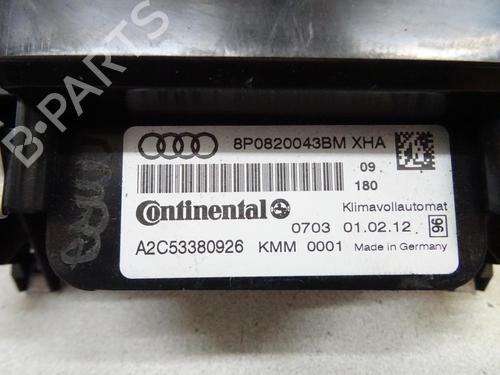 B-PARTS
8P0820043BM XHA
09
180
Continental
Klimavollautomat
0703 01.02.12 96
A2C53380926 KMM 0001 Made in Germany